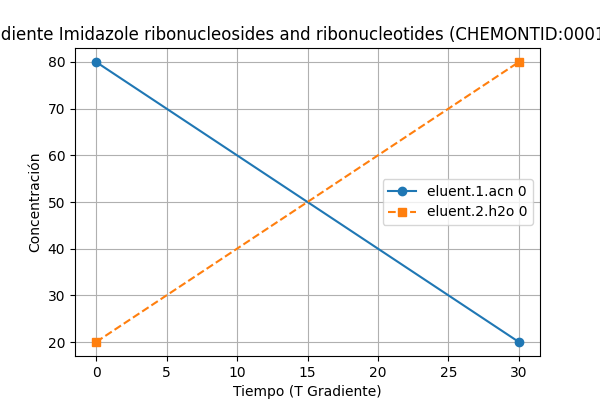 diente Imidazole ribonucleosides and ribonucleotides (CHEMONTID:0001
80
70
60
50
40
30
20
Concentración
eluent.1.acn 0
eluent.2.h2o 0
0 5 10 15 20 25 30
Tiempo (T Gradiente)